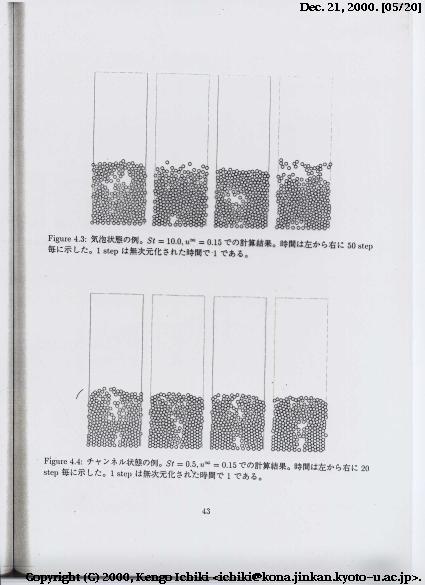 Dec. 21, 2000. [05/20]
Figure 4.3: 気泡状態の例。St = 10.0, u∞ = 0.15 での計算結果。時間は左から右に 50 step
毎に示した。1 step は無次元化された時間で 1 である。
Figure 4.4: チャンネル状態の例。St = 0.5, u∞ = 0.15 での計算結果。時間は左から右に 20
step 毎に示した。1 step は無次元化された時間で 1 である。
43
Copyright (C) 2000, Kengo Ichiki <ichiki@kona.jinkan.kyoto-u.ac.jp>.